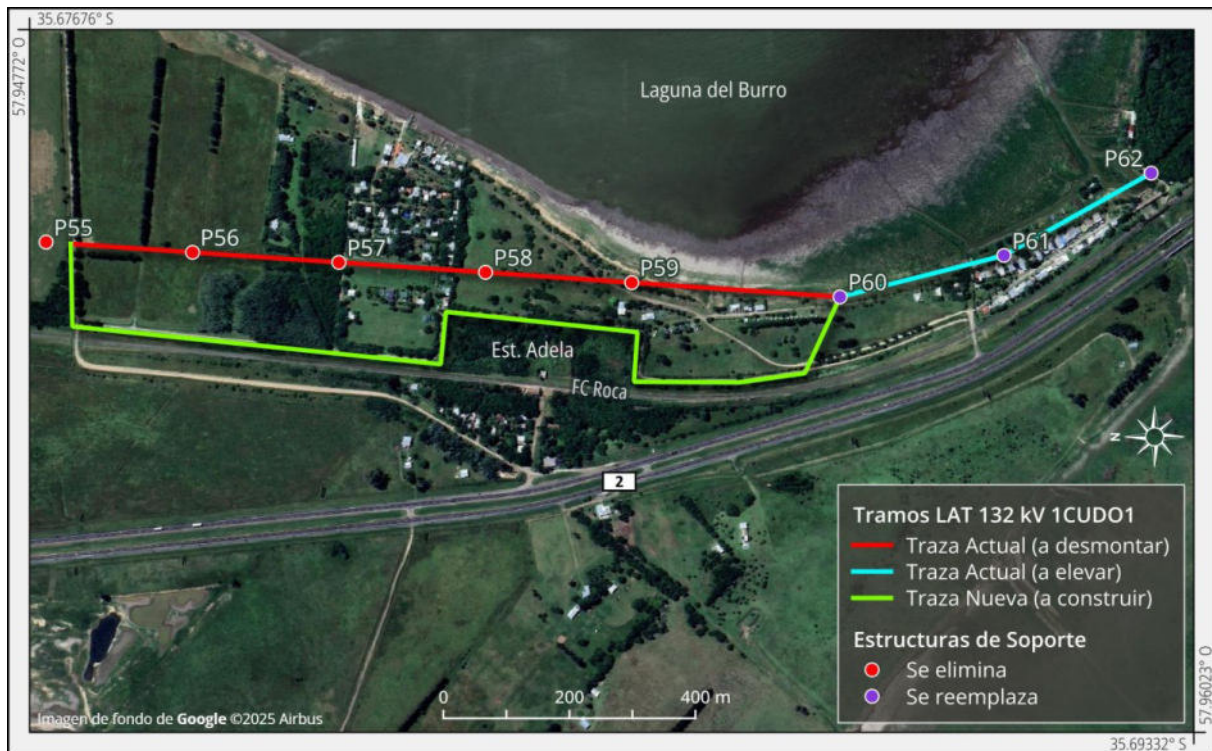 35.67676° S
57.94772° O
Laguna del Burro
P62
P55
P56
P57
P58
P59
P60
P61
Est. Adela
FC Roca
N
2
Tramos LAT 132 kV 1CUDO1
Traza Actual (a desmontar)
Traza Actual (a elevar)
Traza Nueva (a construir)
Estructuras de Soporte
Se elimina
Se reemplaza
0 200 400 m
Imagen de fondo de Google ©2025 Airbus
57.96023° O
35.69332° S